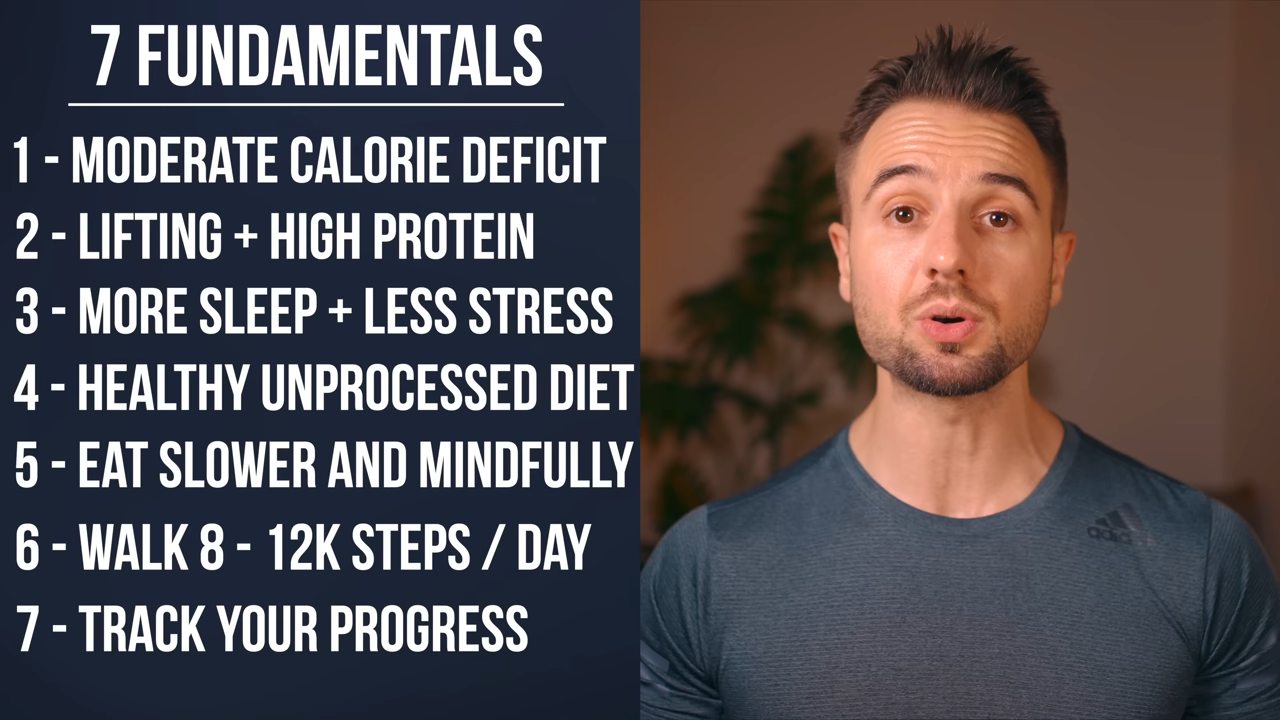 7 FUNDAMENTALS
1 - MODERATE CALORIE DEFICIT
2 - LIFTING + HIGH PROTEIN
3 - MORE SLEEP + LESS STRESS
4 - HEALTHY UNPROCESSED DIET
5 - EAT SLOWER AND MINDFULLY
6 - WALK 8 - 12K STEPS / DAY
7 - TRACK YOUR PROGRESS
adidas